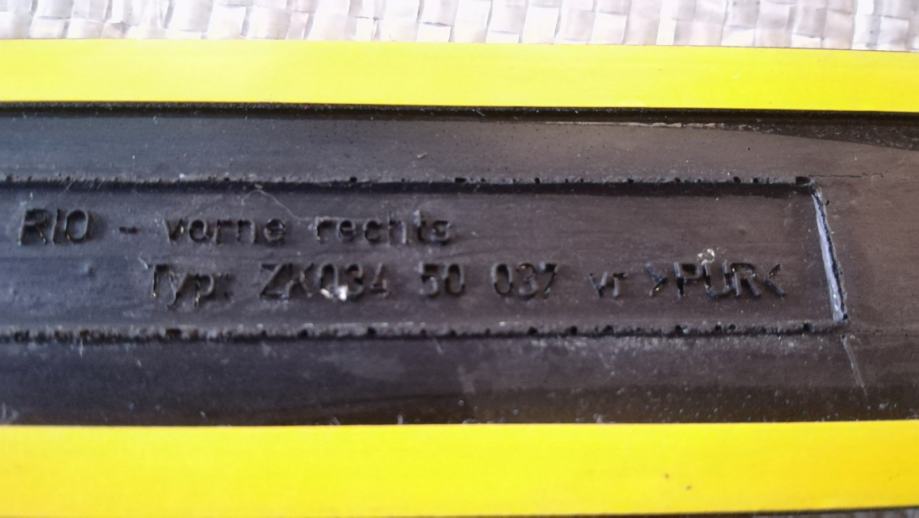 RIO - vorne rechts
Typ: ZK034 50 037 vr >PUR<